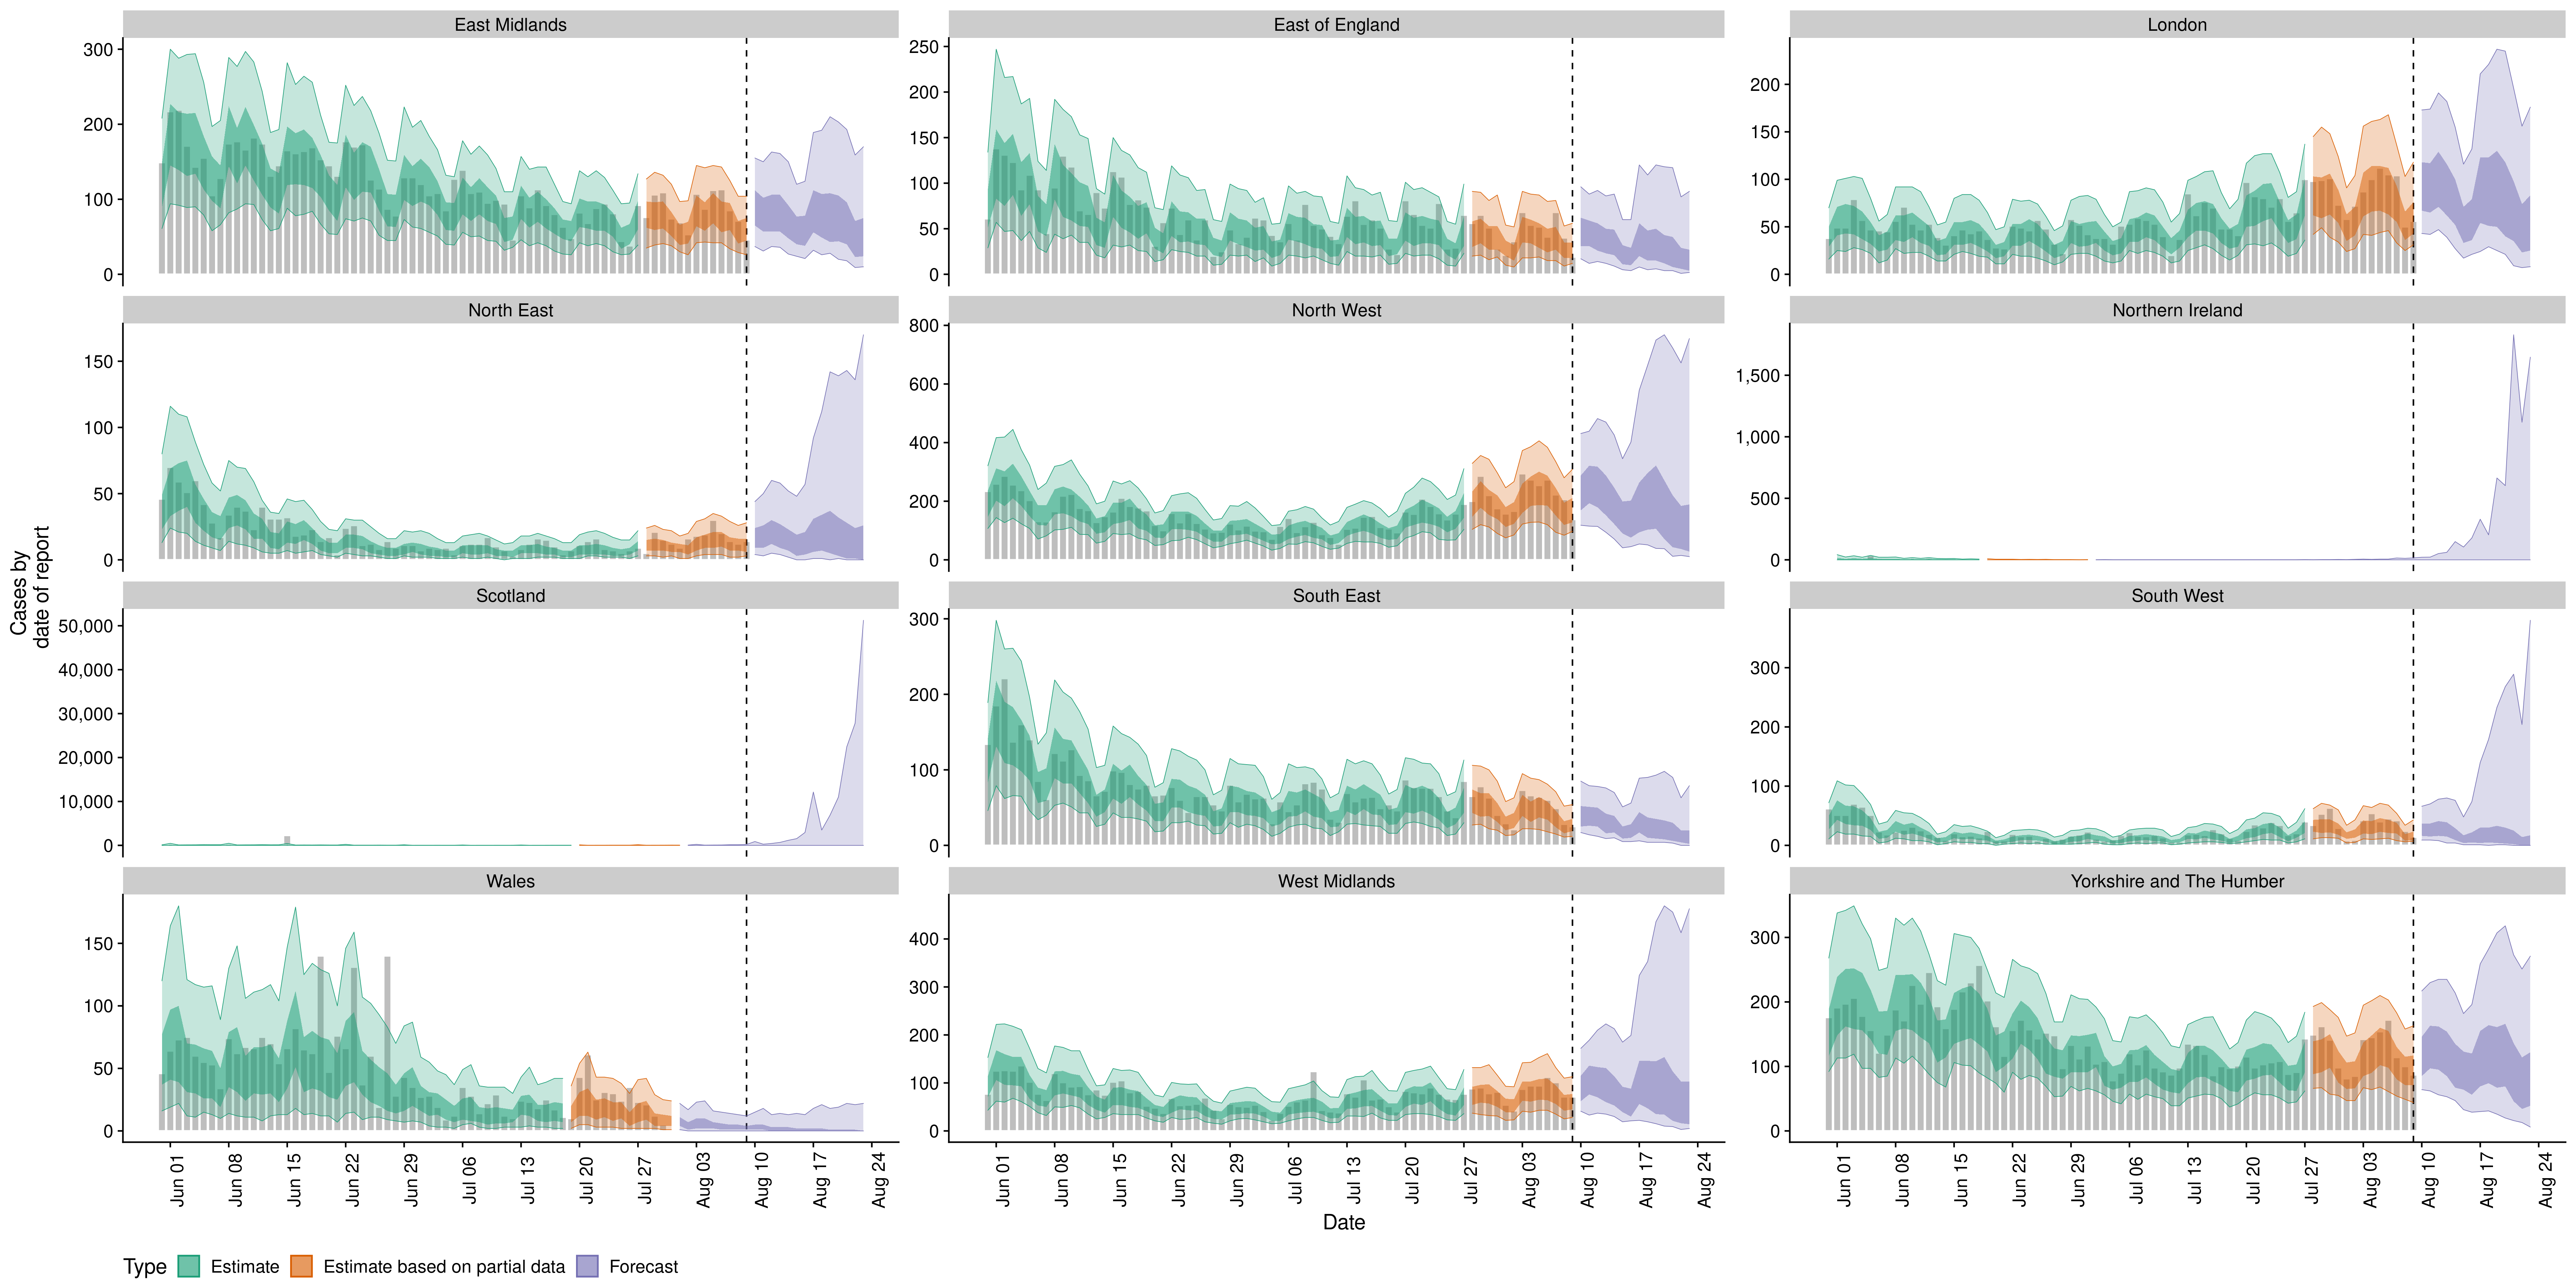 East Midlands
East of England
London
300
200
100
0
250
200
150
100
50
0
200
150
100
50
0
North East
North West
Northern Ireland
150
100
50
0
800
600
400
200
0
1,500
1,000
500
0
Cases by
date of report
Scotland
South East
South West
50,000
40,000
30,000
20,000
10,000
0
300
200
100
0
300
200
100
0
Wales
West Midlands
Yorkshire and The Humber
150
100
50
0
400
300
200
100
0
300
200
100
0
Jun 01
Jun 08
Jun 15
Jun 22
Jun 29
Jul 06
Jul 13
Jul 20
Jul 27
Aug 03
Aug 10
Aug 17
Aug 24
Jun 01
Jun 08
Jun 15
Jun 22
Jun 29
Jul 06
Jul 13
Jul 20
Jul 27
Aug 03
Aug 10
Aug 17
Aug 24
Jun 01
Jun 08
Jun 15
Jun 22
Jun 29
Jul 06
Jul 13
Jul 20
Jul 27
Aug 03
Aug 10
Aug 17
Aug 24
Date
Type Estimate Estimate based on partial data Forecast